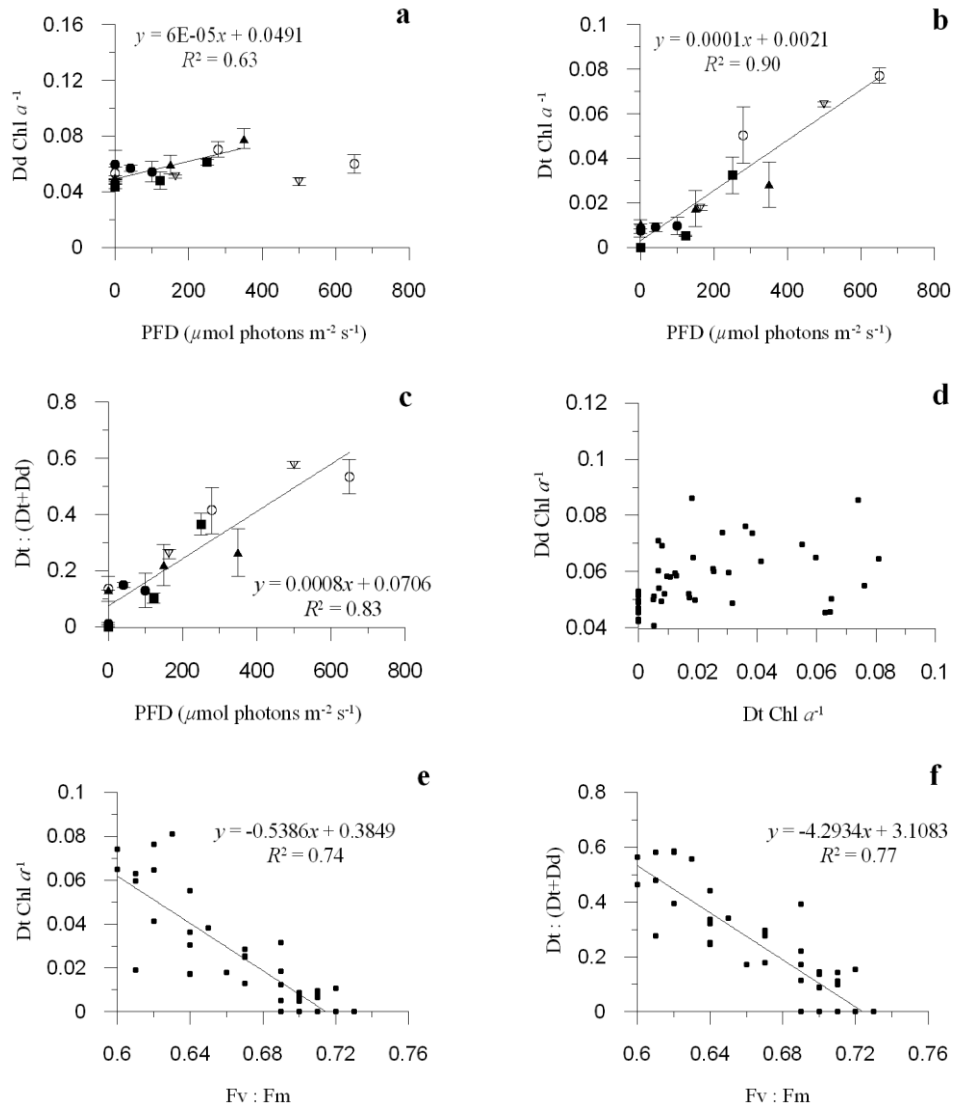 a
y = 6E-05x + 0.0491
R² = 0.63
0.16
0.12
0.08
0.04
0
Dd Chl a⁻¹
0 200 400 600 800
PFD (µmol photons m⁻² s⁻¹)
b
y = 0.0001x + 0.0021
R² = 0.90
0.1
0.08
0.06
0.04
0.02
0
Dt Chl a⁻¹
0 200 400 600 800
PFD (µmol photons m⁻² s⁻¹)
c
0.8
0.6
0.4
0.2
0
Dt : (Dt+Dd)
y = 0.0008x + 0.0706
R² = 0.83
0 200 400 600 800
PFD (µmol photons m⁻² s⁻¹)
d
0.12
0.1
0.08
0.06
0.04
Dd Chl a⁻¹
0 0.02 0.04 0.06 0.08 0.1
Dt Chl a⁻¹
e
y = -0.5386x + 0.3849
R² = 0.74
0.1
0.08
0.06
0.04
0.02
0
Dt Chl a⁻¹
0.6 0.64 0.68 0.72 0.76
Fv : Fm
f
y = -4.2934x + 3.1083
R² = 0.77
0.8
0.6
0.4
0.2
0
Dt : (Dt+Dd)
0.6 0.64 0.68 0.72 0.76
Fv : Fm